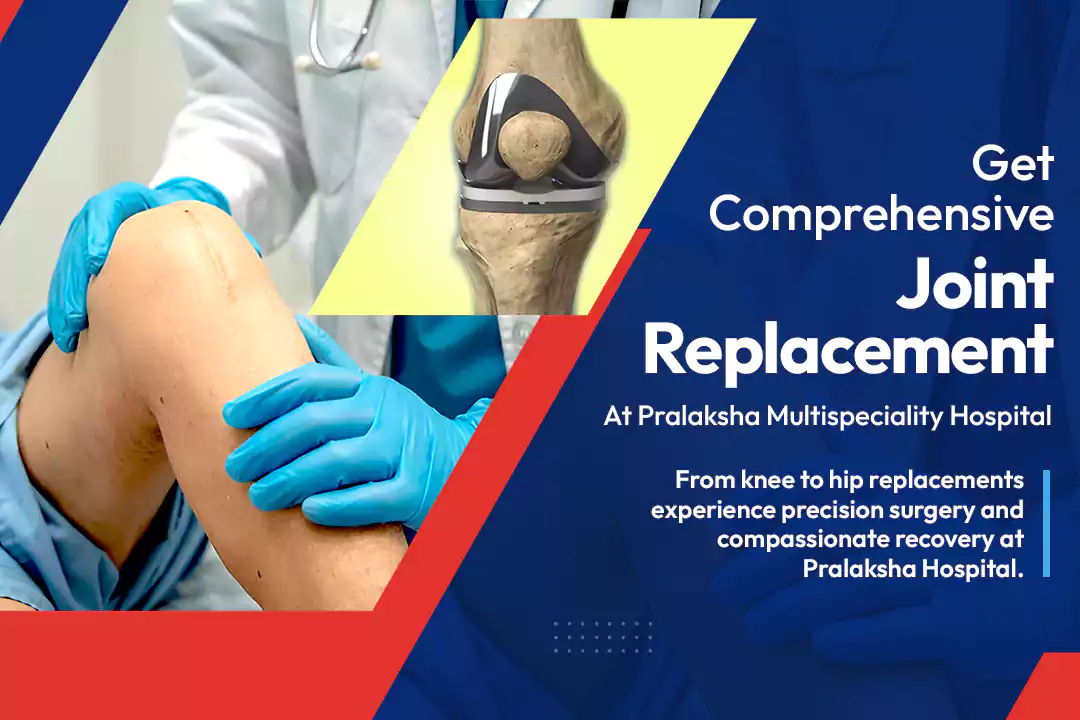 Get
Comprehensive
Joint
Replacement
At Pralaksha Multispeciality Hospital
From knee to hip replacements
experience precision surgery and
compassionate recovery at
Pralaksha Hospital.